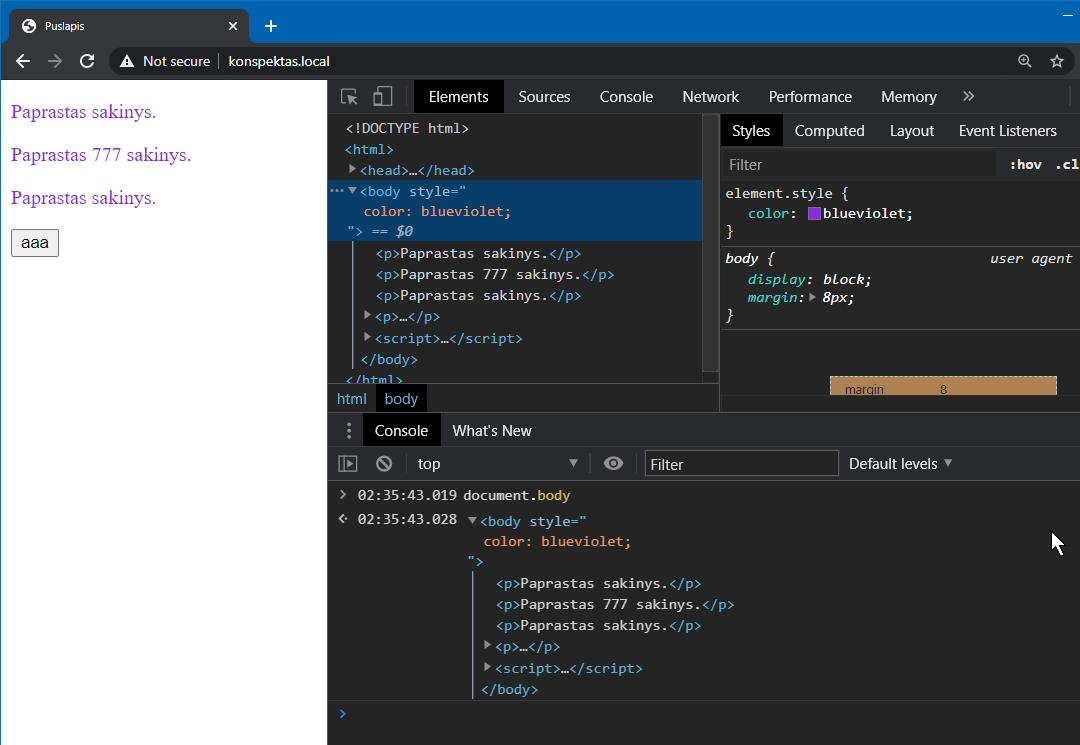 Puslapis
Not secure konspektas.local
Paprastas sakinys.
Paprastas 777 sakinys.
Paprastas sakinys.
aaa
Elements Sources Console Network Performance Memory »
<!DOCTYPE html>
<html>
<head>…</head>
<body style="
color: blueviolet;
"> == $0
<p>Paprastas sakinys.</p>
<p>Paprastas 777 sakinys.</p>
<p>Paprastas sakinys.</p>
<p>…</p>
<script>…</script>
</body>
</html>
html body
Styles Computed Layout Event Listeners
Filter :hov .cl
element.style {
color: blueviolet;
}
body { user agent
display: block;
margin: 8px;
}
margin 8
Console What's New
top Filter Default levels
02:35:43.019 document.body
02:35:43.028 <body style="
color: blueviolet;
">
<p>Paprastas sakinys.</p>
<p>Paprastas 777 sakinys.</p>
<p>Paprastas sakinys.</p>
<p>…</p>
<script>…</script>
</body>